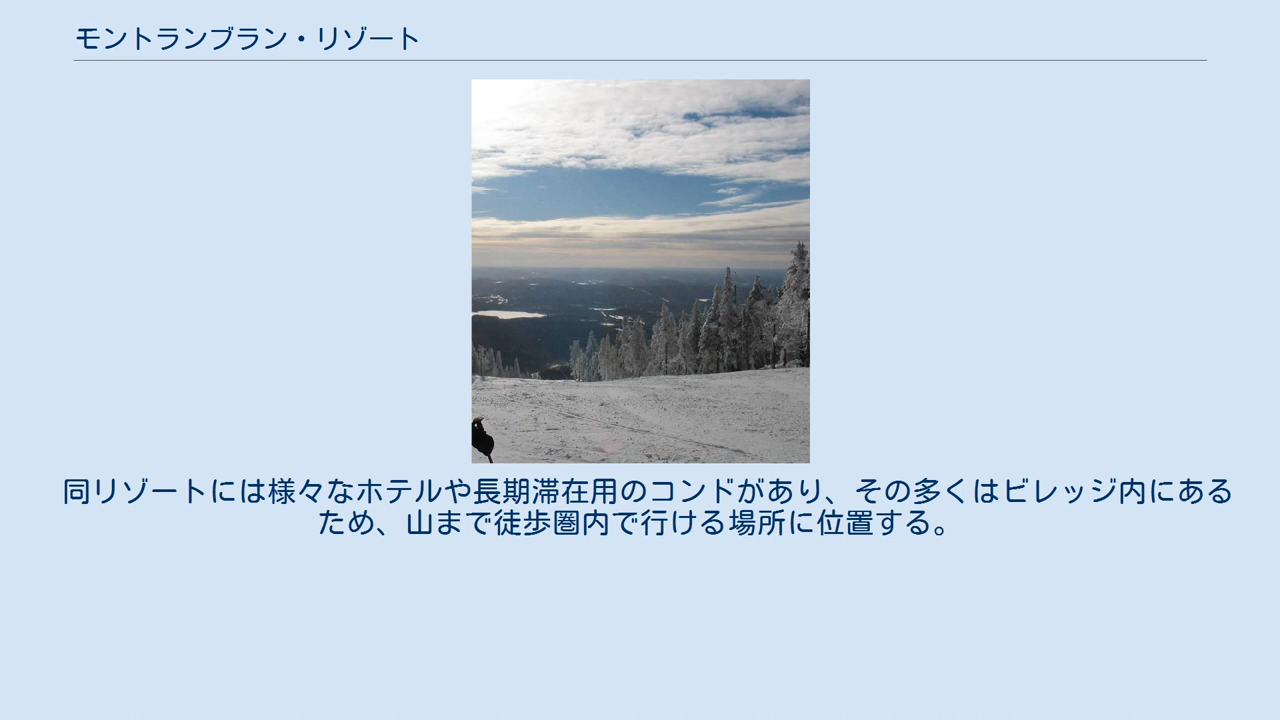 モントランブラン・リゾート
同リゾートには様々なホテルや長期滞在用のコンドがあり、その多くはビレッジ内にある
ため、山まで徒歩圏内で行ける場所に位置する。